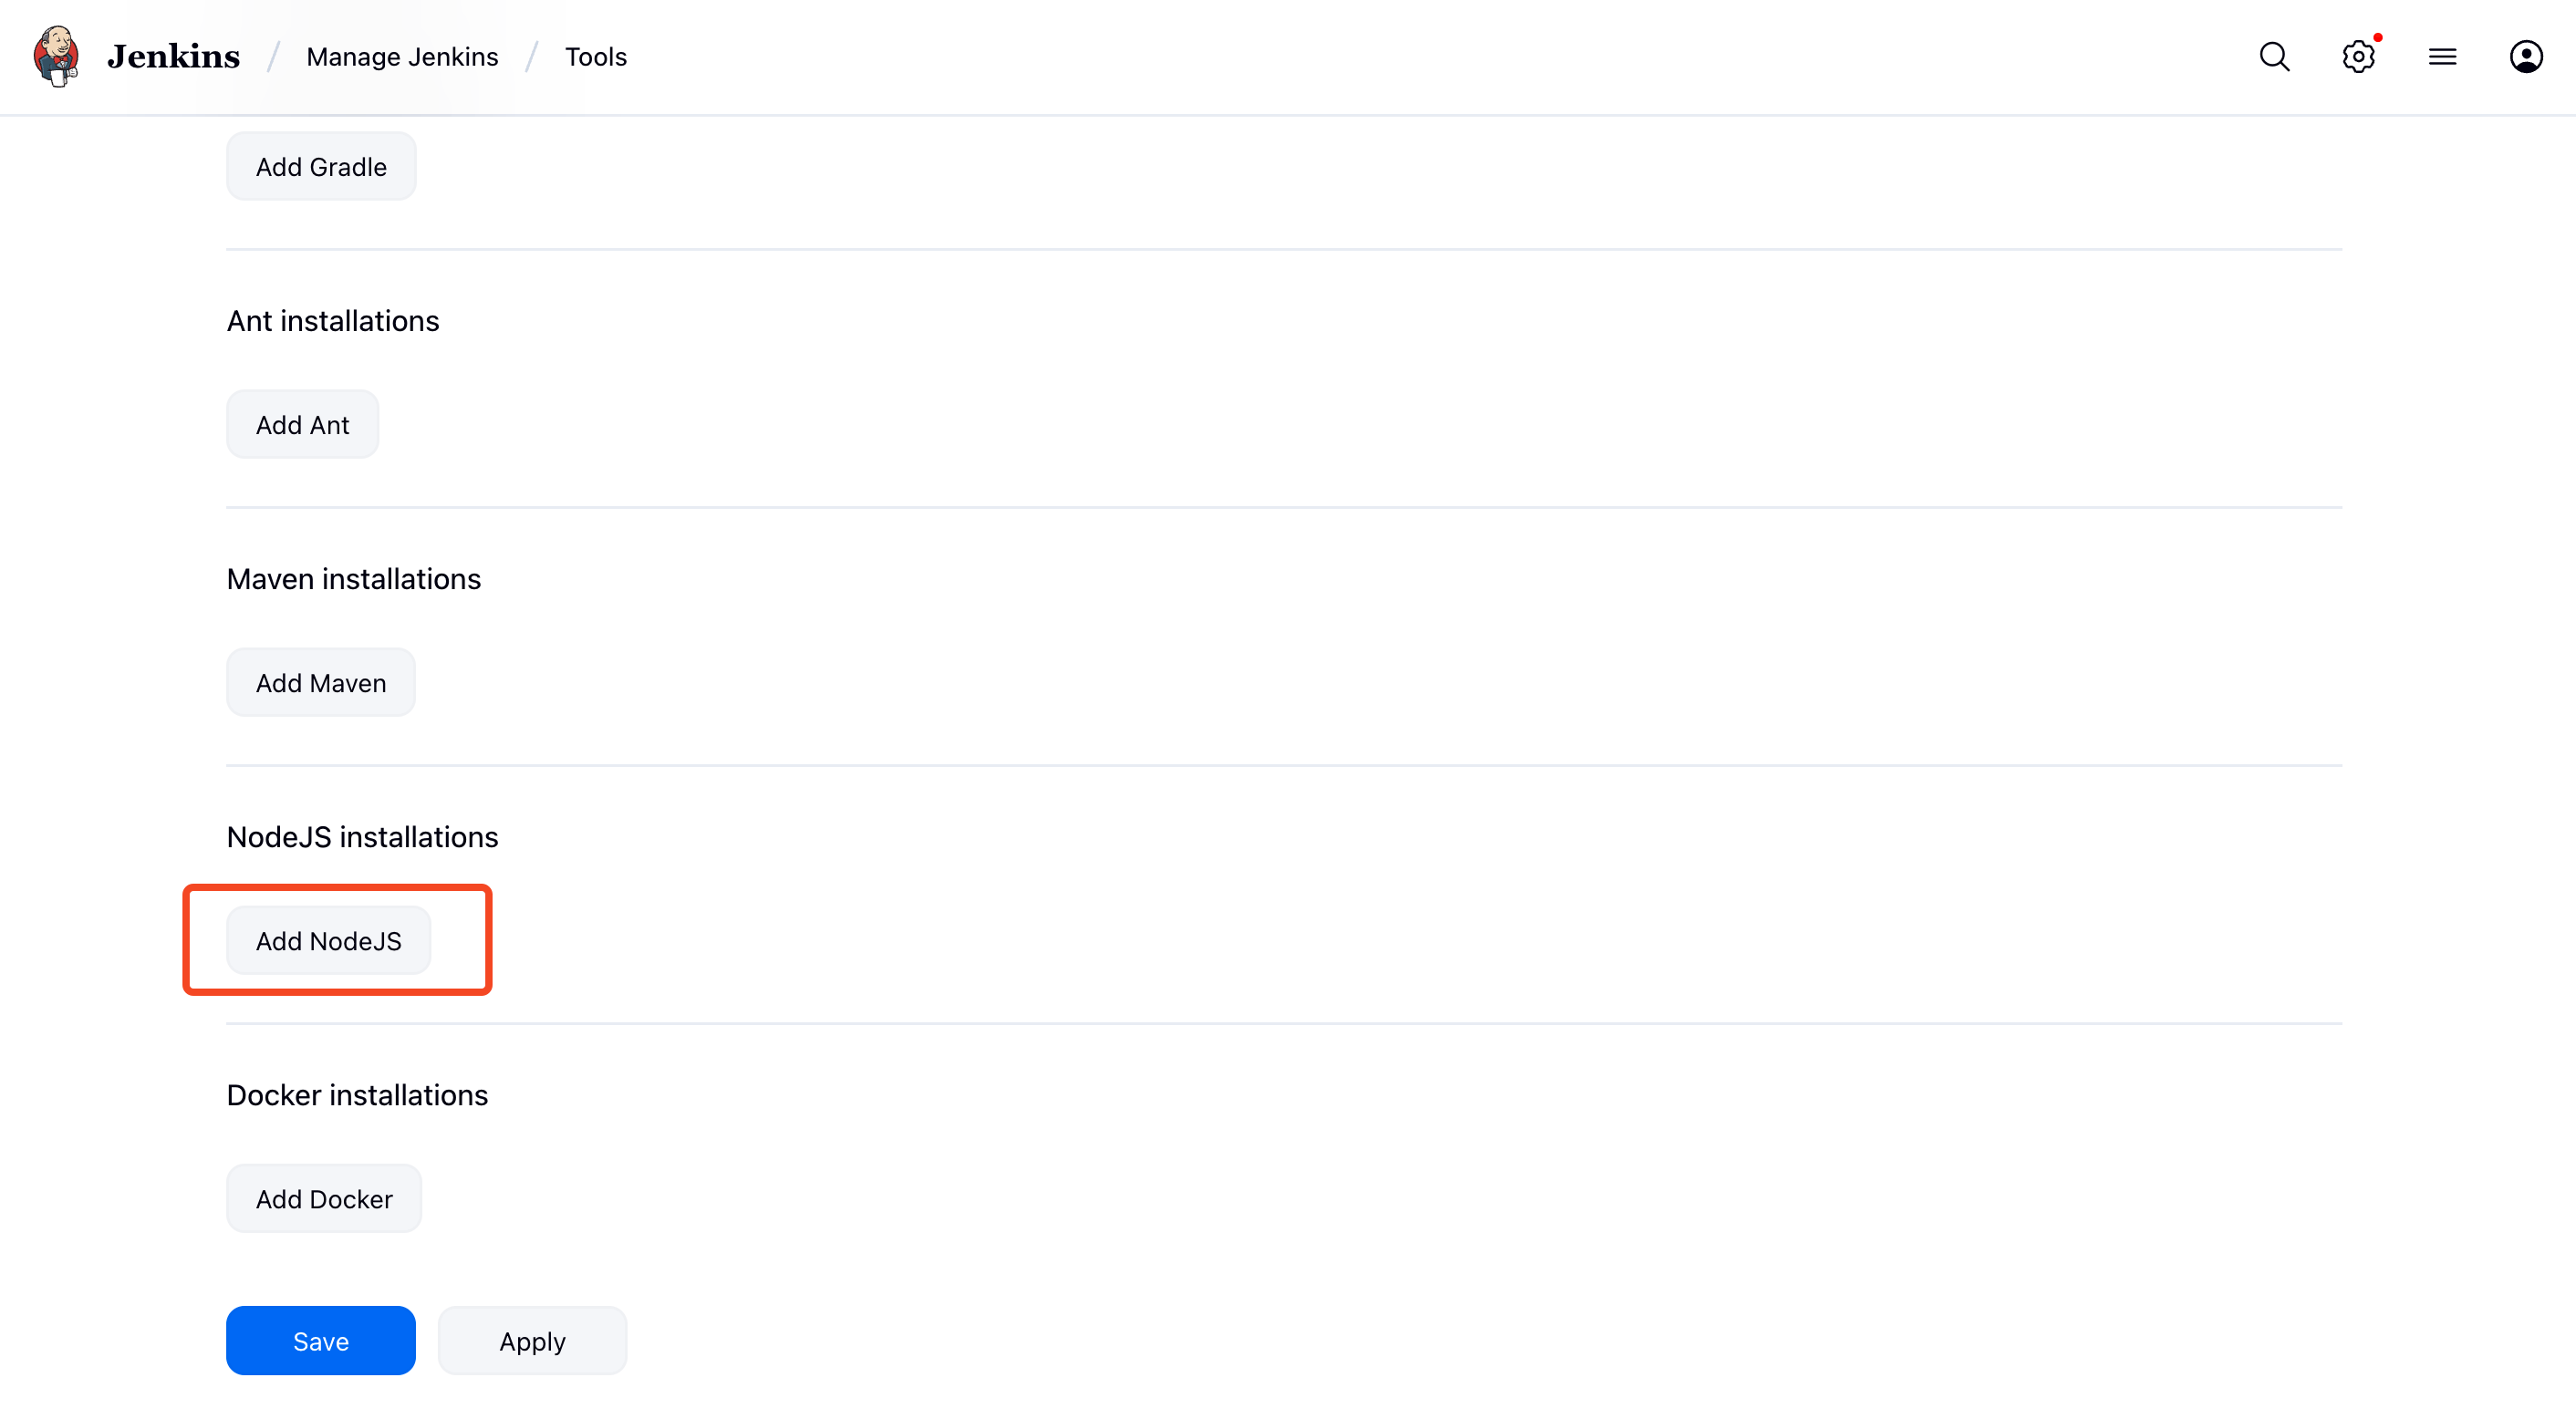 Jenkins / Manage Jenkins / Tools
Add Gradle
Ant installations
Add Ant
Maven installations
Add Maven
NodeJS installations
Add NodeJS
Docker installations
Add Docker
Save Apply